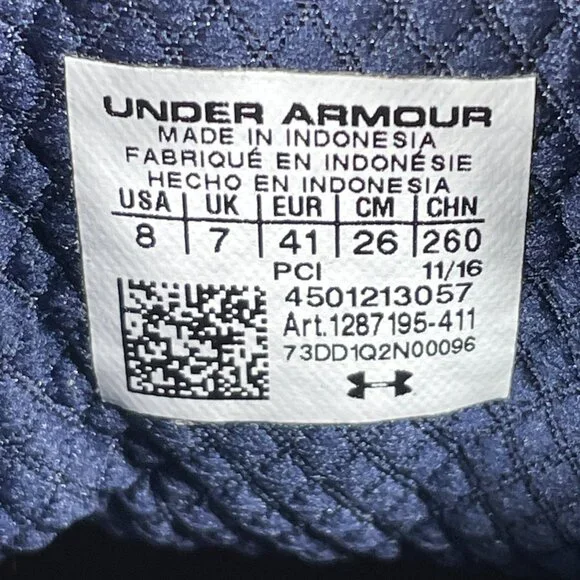 UNDER ARMOUR
MADE IN INDONESIA
FABRIQUÉ EN INDONÉSIE
HECHO EN INDONESIA
USA | UK | EUR | CM | CHN
8 | 7 | 41 | 26 | 260
PCI 11/16
4501213057
Art.1287195-411
73DD1Q2N00096